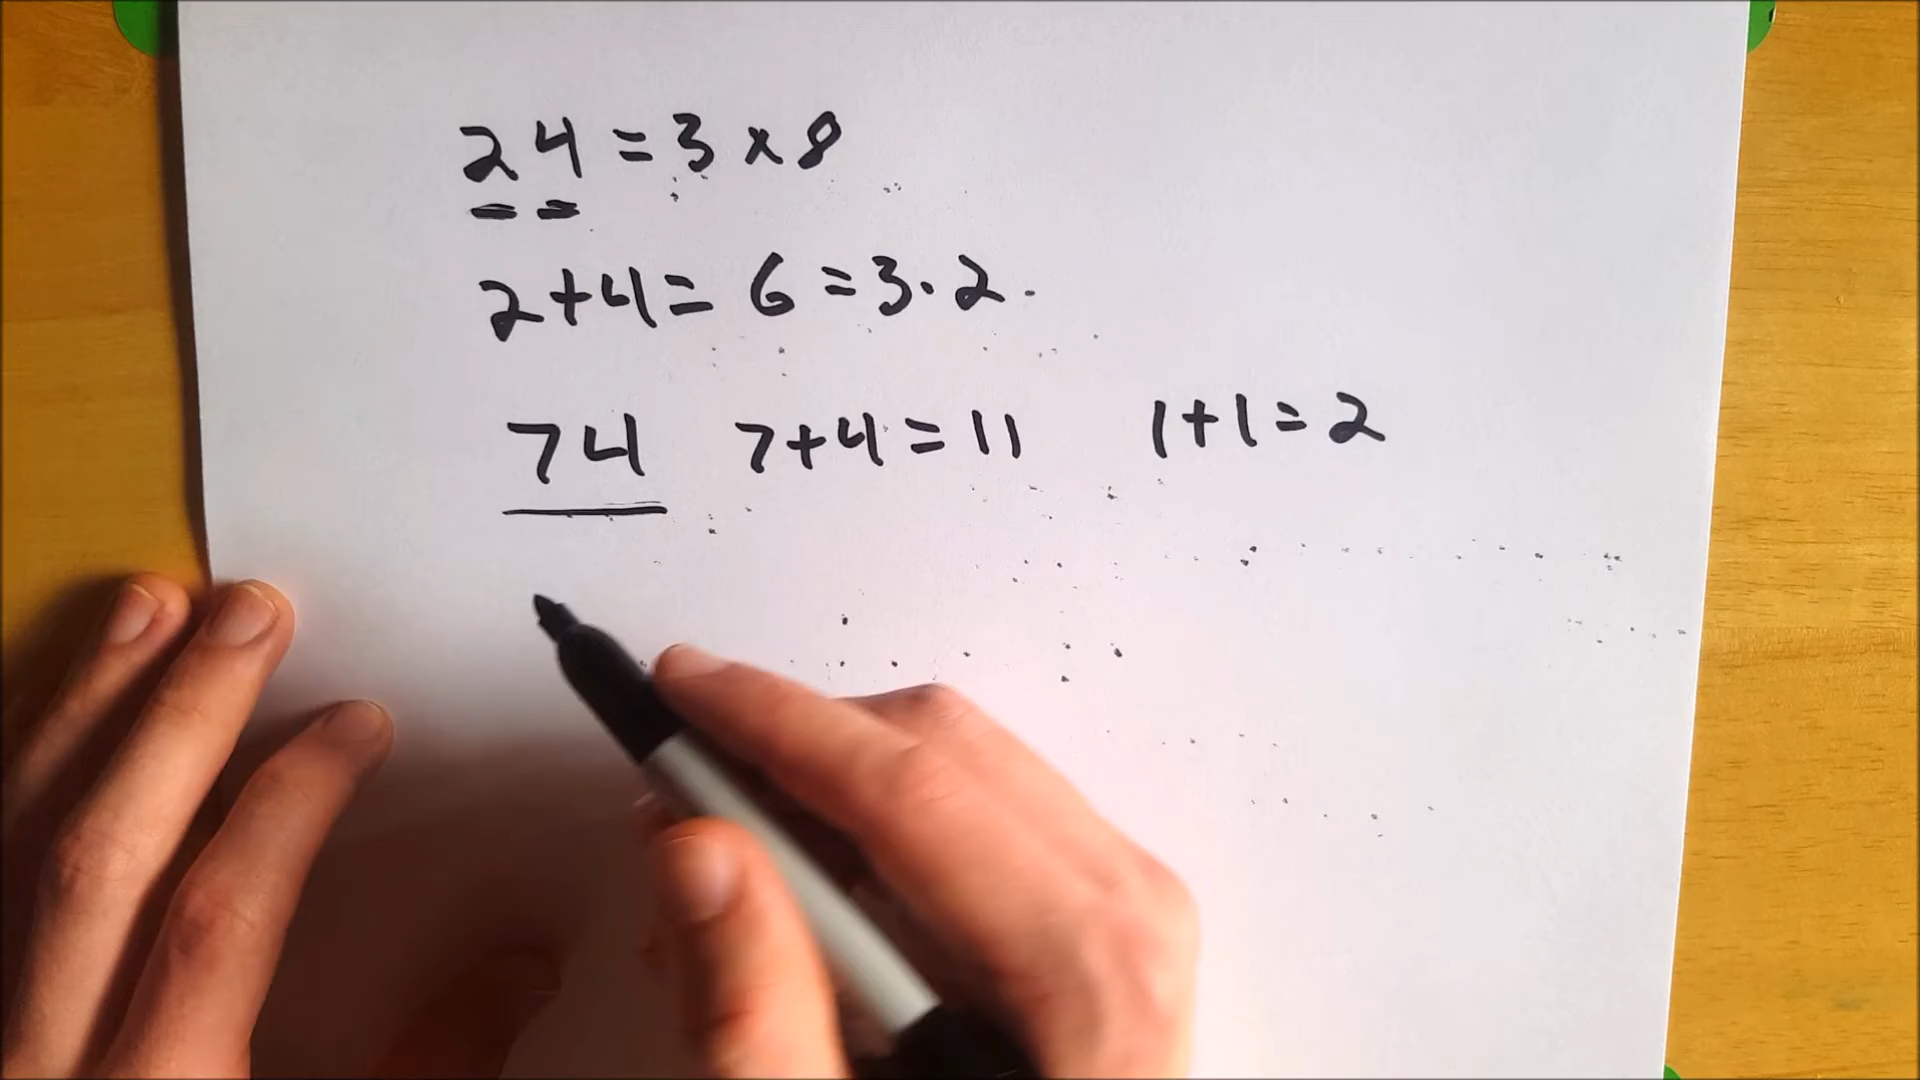 24 = 3 x 8
2+4= 6 = 3·2.
74 7+4=11 1+1=2